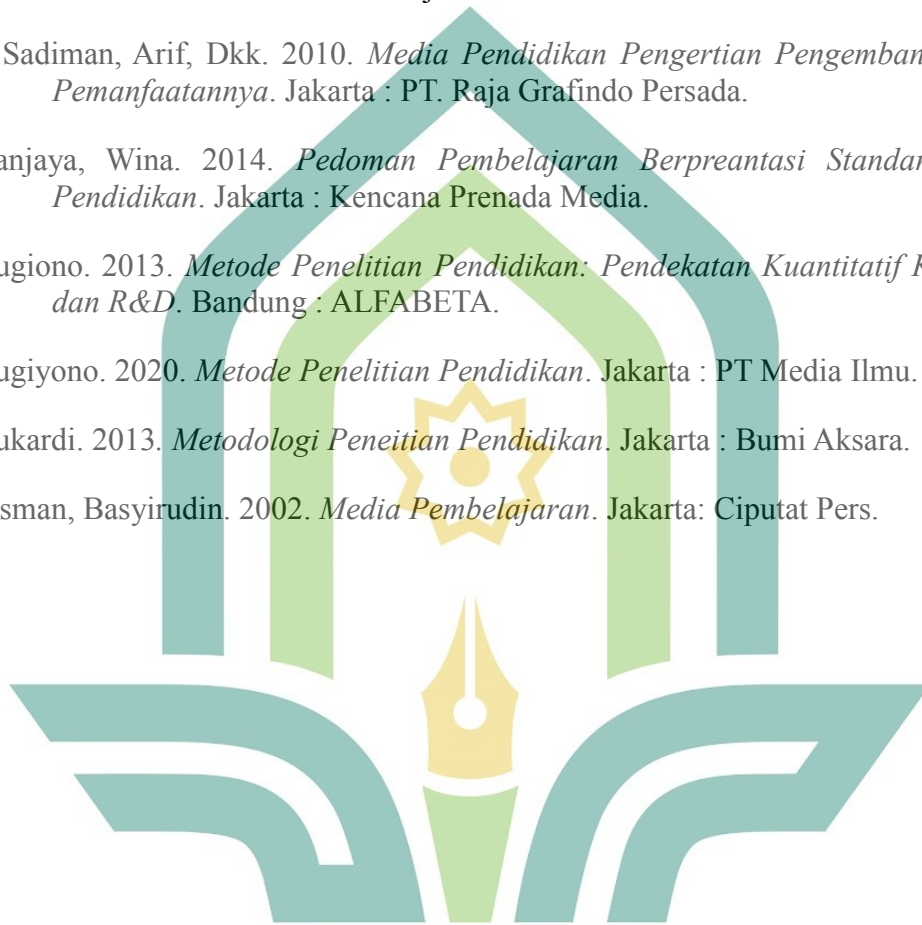 Sadiman, Arif, Dkk. 2010. Media Pendidikan Pengertian Pengemban
Pemanfaatannya. Jakarta : PT. Raja Grafindo Persada.
anjaya, Wina. 2014. Pedoman Pembelajaran Berpreantasi Standar
Pendidikan. Jakarta : Kencana Prenada Media.
ugiono. 2013. Metode Penelitian Pendidikan: Pendekatan Kuantitatif K
dan R&D. Bandung : ALFABETA.
ugiyono. 2020. Metode Penelitian Pendidikan. Jakarta : PT Media Ilmu.
ukardi. 2013. Metodologi Peneitian Pendidikan. Jakarta : Bumi Aksara.
sman, Basyirudin. 2002. Media Pembelajaran. Jakarta: Ciputat Pers.